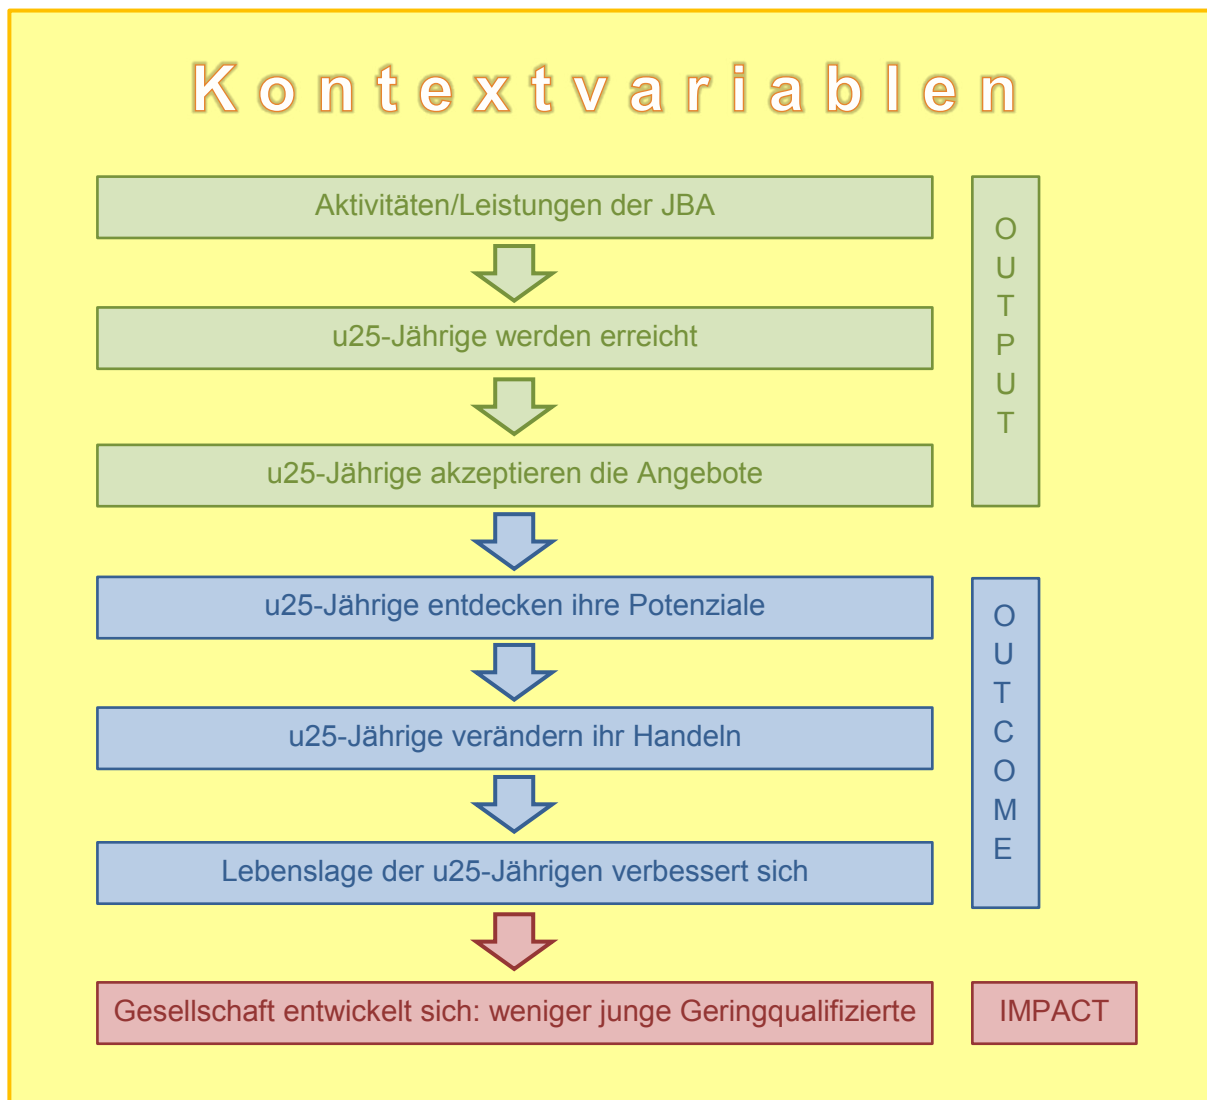 Kontextvariablen
Aktivitäten/Leistungen der JBA
u25-Jährige werden erreicht
u25-Jährige akzeptieren die Angebote
OUTPUT
u25-Jährige entdecken ihre Potenziale
u25-Jährige verändern ihr Handeln
Lebenslage der u25-Jährigen verbessert sich
OUTCOME
Gesellschaft entwickelt sich: weniger junge Geringqualifizierte
IMPACT